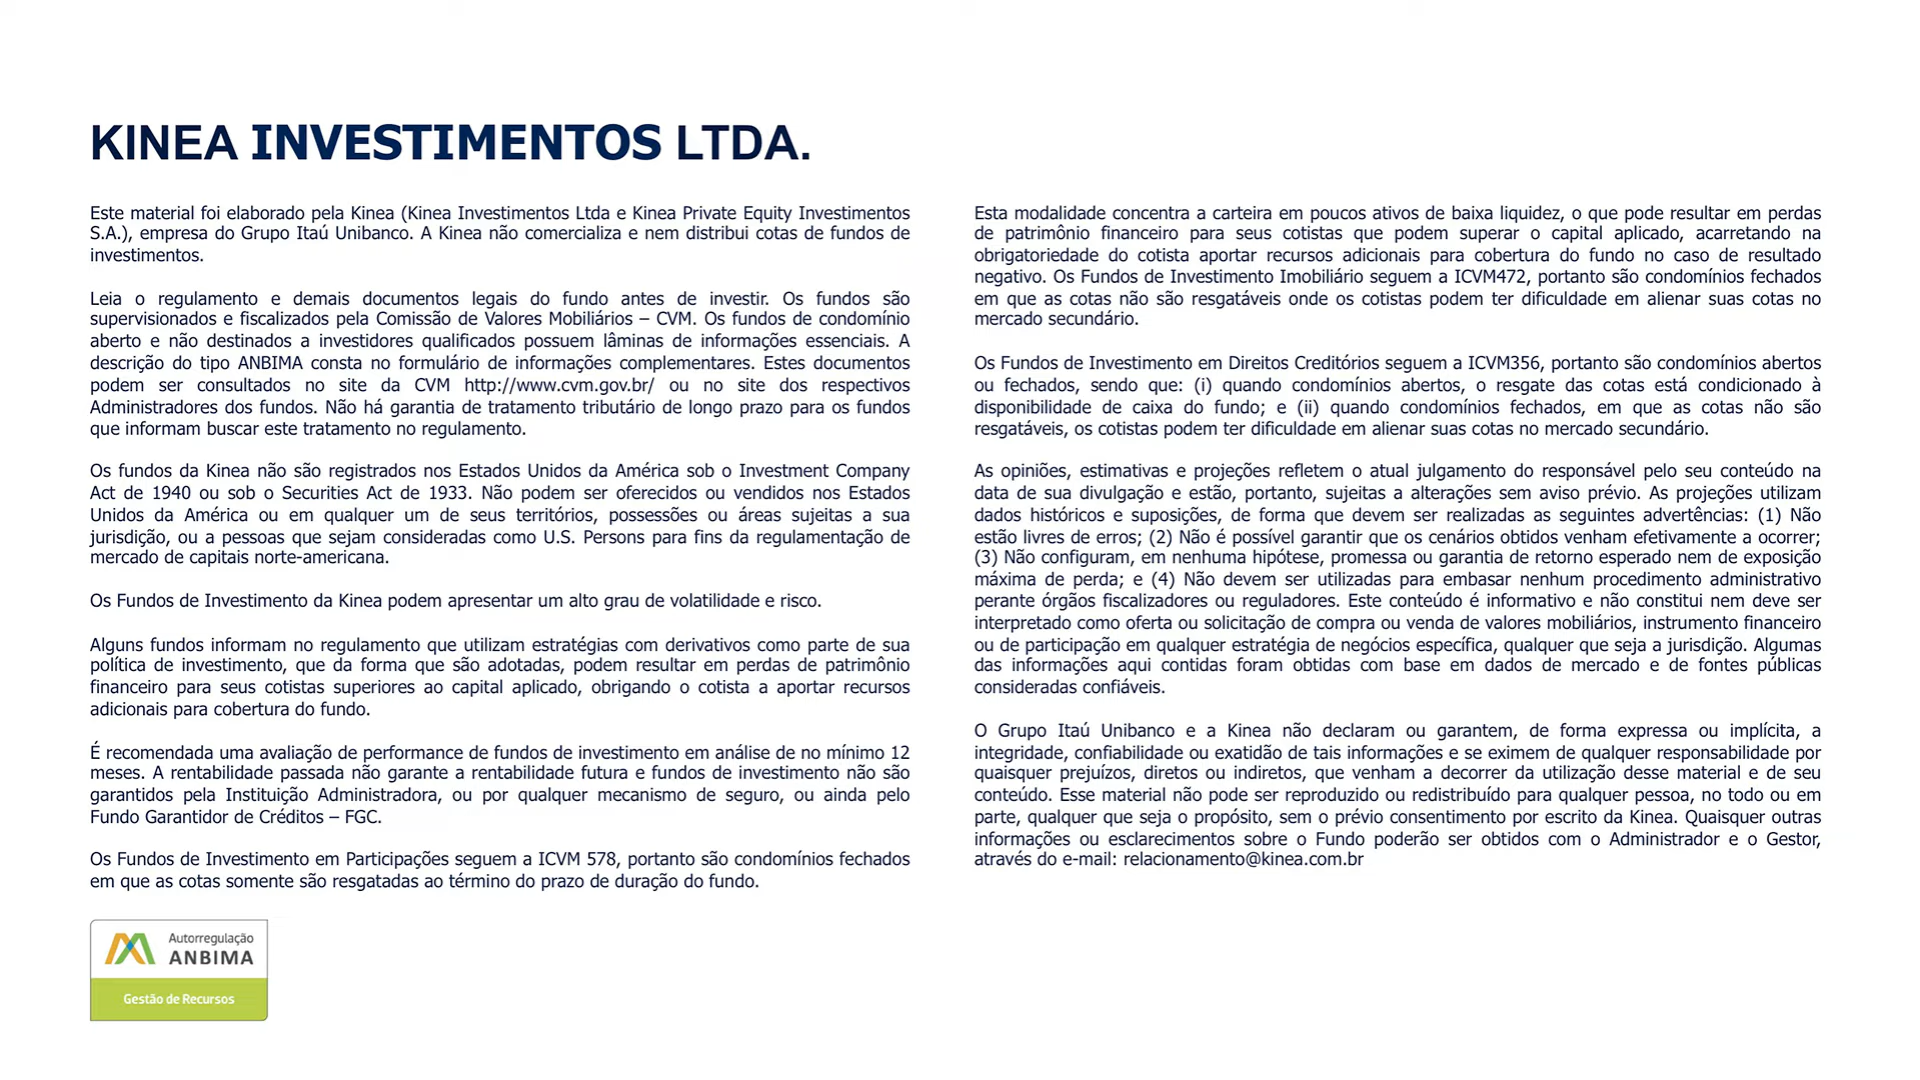 KINEA INVESTIMENTOS LTDA.
Este material foi elaborado pela Kinea (Kinea Investimentos Ltda e Kinea Private Equity Investimentos
S.A.), empresa do Grupo Itaú Unibanco. A Kinea não comercializa e nem distribui cotas de fundos de
investimentos.
Leia o regulamento e demais documentos legais do fundo antes de investir. Os fundos são
supervisionados e fiscalizados pela Comissão de Valores Mobiliários – CVM. Os fundos de condomínio
aberto e não destinados a investidores qualificados possuem lâminas de informações essenciais. A
descrição do tipo ANBIMA consta no formulário de informações complementares. Estes documentos
podem ser consultados no site da CVM http://www.cvm.gov.br/ ou no site dos respectivos
Administradores dos fundos. Não há garantia de tratamento tributário de longo prazo para os fundos
que informam buscar este tratamento no regulamento.
Os fundos da Kinea não são registrados nos Estados Unidos da América sob o Investment Company
Act de 1940 ou sob o Securities Act de 1933. Não podem ser oferecidos ou vendidos nos Estados
Unidos da América ou em qualquer um de seus territórios, possessões ou áreas sujeitas a sua
jurisdição, ou a pessoas que sejam consideradas como U.S. Persons para fins da regulamentação de
mercado de capitais norte-americana.
Os Fundos de Investimento da Kinea podem apresentar um alto grau de volatilidade e risco.
Alguns fundos informam no regulamento que utilizam estratégias com derivativos como parte de sua
política de investimento, que da forma que são adotadas, podem resultar em perdas de patrimônio
financeiro para seus cotistas superiores ao capital aplicado, obrigando o cotista a aportar recursos
adicionais para cobertura do fundo.
É recomendada uma avaliação de performance de fundos de investimento em análise de no mínimo 12
meses. A rentabilidade passada não garante a rentabilidade futura e fundos de investimento não são
garantidos pela Instituição Administradora, ou por qualquer mecanismo de seguro, ou ainda pelo
Fundo Garantidor de Créditos – FGC.
Os Fundos de Investimento em Participações seguem a ICVM 578, portanto são condomínios fechados
em que as cotas somente são resgatadas ao término do prazo de duração do fundo.
Esta modalidade concentra a carteira em poucos ativos de baixa liquidez, o que pode resultar em perdas
de patrimônio financeiro para seus cotistas que podem superar o capital aplicado, acarretando na
obrigatoriedade do cotista aportar recursos adicionais para cobertura do fundo no caso de resultado
negativo. Os Fundos de Investimento Imobiliário seguem a ICVM472, portanto são condomínios fechados
em que as cotas não são resgatáveis onde os cotistas podem ter dificuldade em alienar suas cotas no
mercado secundário.
Os Fundos de Investimento em Direitos Creditórios seguem a ICVM356, portanto são condomínios abertos
ou fechados, sendo que: (i) quando condomínios abertos, o resgate das cotas está condicionado à
disponibilidade de caixa do fundo; e (ii) quando condomínios fechados, em que as cotas não são
resgatáveis, os cotistas podem ter dificuldade em alienar suas cotas no mercado secundário.
As opiniões, estimativas e projeções refletem o atual julgamento do responsável pelo seu conteúdo na
data de sua divulgação e estão, portanto, sujeitas a alterações sem aviso prévio. As projeções utilizam
dados históricos e suposições, de forma que devem ser realizadas as seguintes advertências: (1) Não
estão livres de erros; (2) Não é possível garantir que os cenários obtidos venham efetivamente a ocorrer;
(3) Não configuram, em nenhuma hipótese, promessa ou garantia de retorno esperado nem de exposição
máxima de perda; e (4) Não devem ser utilizadas para embasar nenhum procedimento administrativo
perante órgãos fiscalizadores ou reguladores. Este conteúdo é informativo e não constitui nem deve ser
interpretado como oferta ou solicitação de compra ou venda de valores mobiliários, instrumento financeiro
ou de participação em qualquer estratégia de negócios específica, qualquer que seja a jurisdição. Algumas
das informações aqui contidas foram obtidas com base em dados de mercado e de fontes públicas
consideradas confiáveis.
O Grupo Itaú Unibanco e a Kinea não declaram ou garantem, de forma expressa ou implícita, a
integridade, confiabilidade ou exatidão de tais informações e se eximem de qualquer responsabilidade por
quaisquer prejuízos, diretos ou indiretos, que venham a decorrer da utilização desse material e de seu
conteúdo. Esse material não pode ser reproduzido ou redistribuído para qualquer pessoa, no todo ou em
parte, qualquer que seja o propósito, sem o prévio consentimento por escrito da Kinea. Quaisquer outras
informações ou esclarecimentos sobre o Fundo poderão ser obtidos com o Administrador e o Gestor,
através do e-mail: relacionamento@kinea.com.br
Autorregulação
ANBIMA
Gestão de Recursos